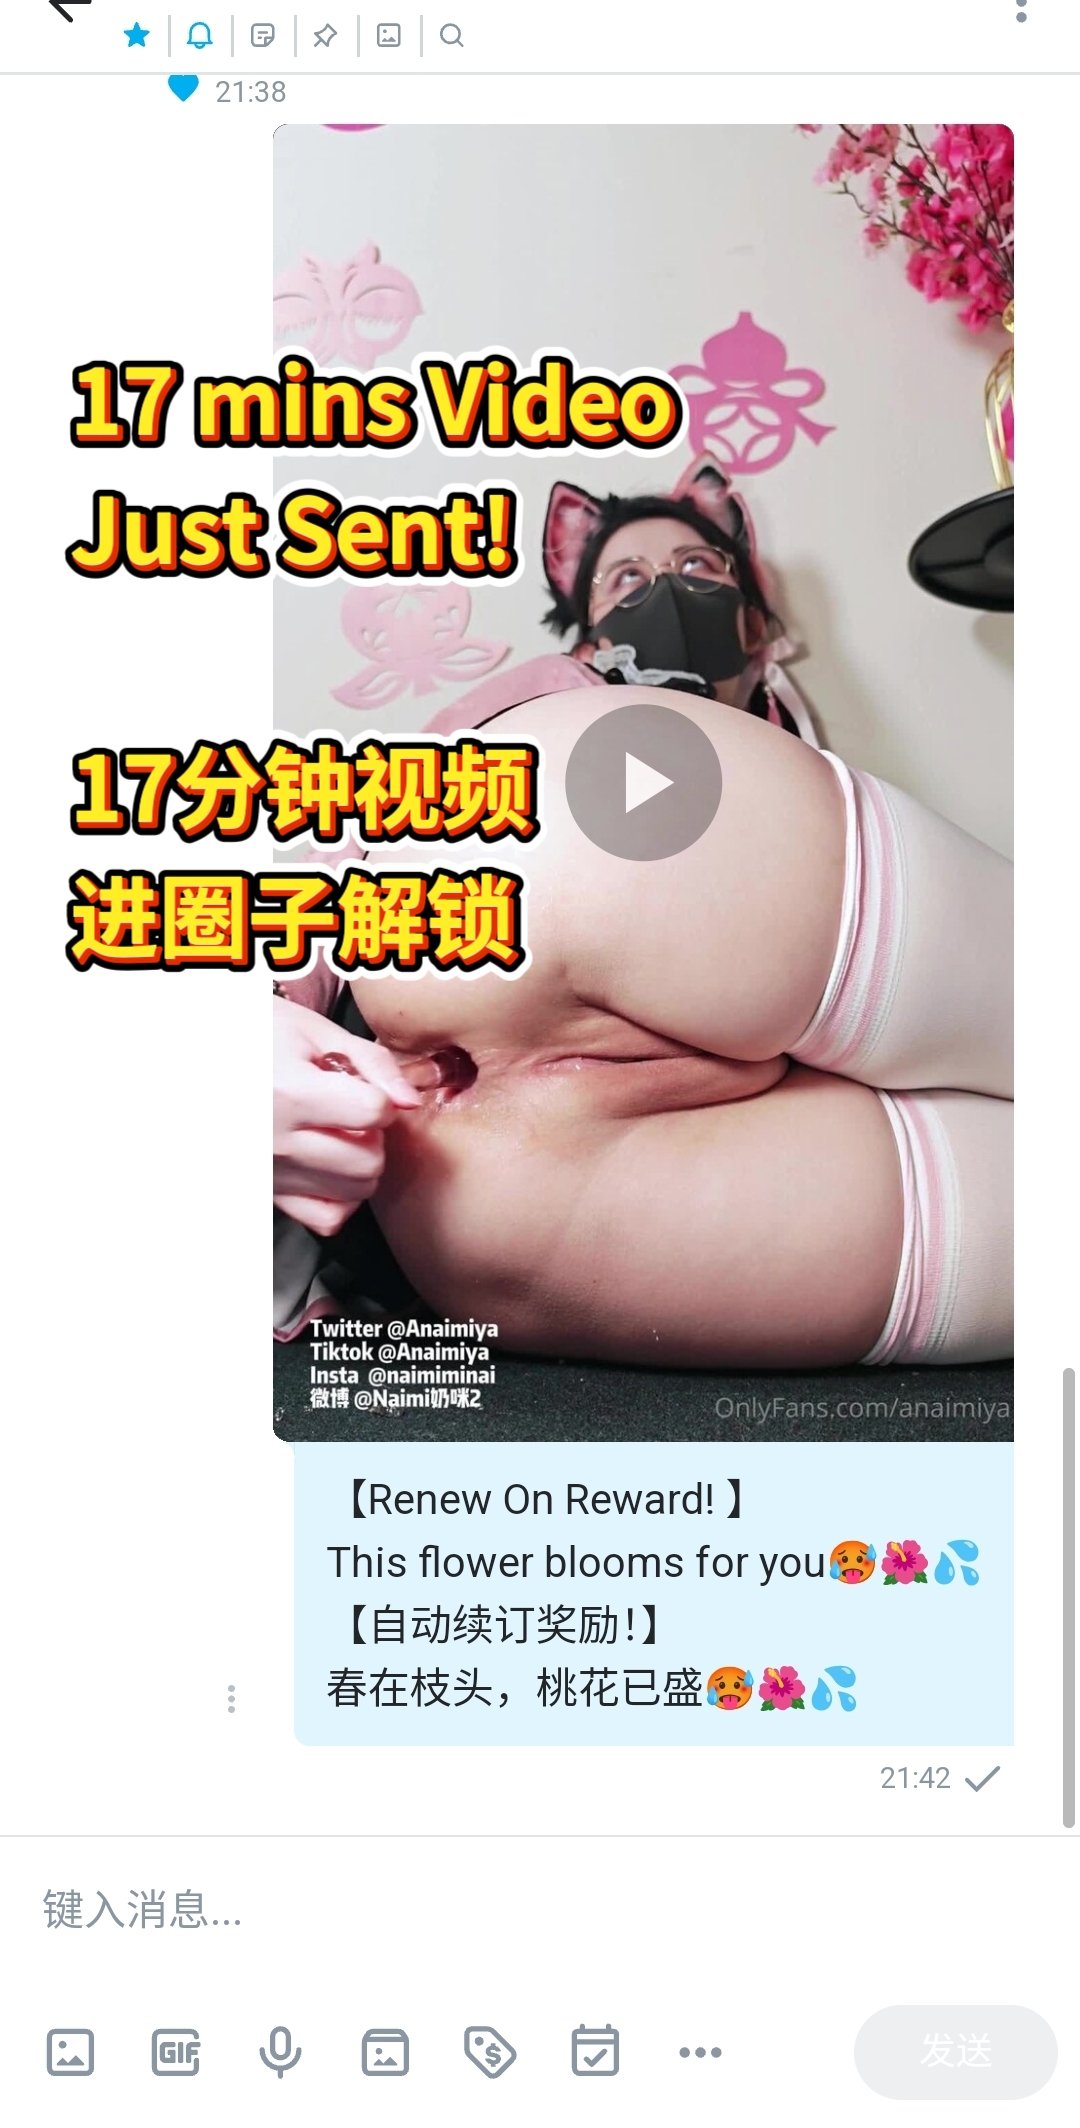 21:38
17 mins Video
Just Sent!
17分钟视频
进圈子解锁
Twitter @Anaimiya
Tiktok @Anaimiya
Insta @naimiminai
微博 @Naimi奶咪2
OnlyFans.com/anaimiya
【Renew On Reward! 】
This flower blooms for you🥵🌺💦
【自动续订奖励!】
春在枝头，桃花已盛🥵🌺💦
21:42
键入消息...
GIF
发送